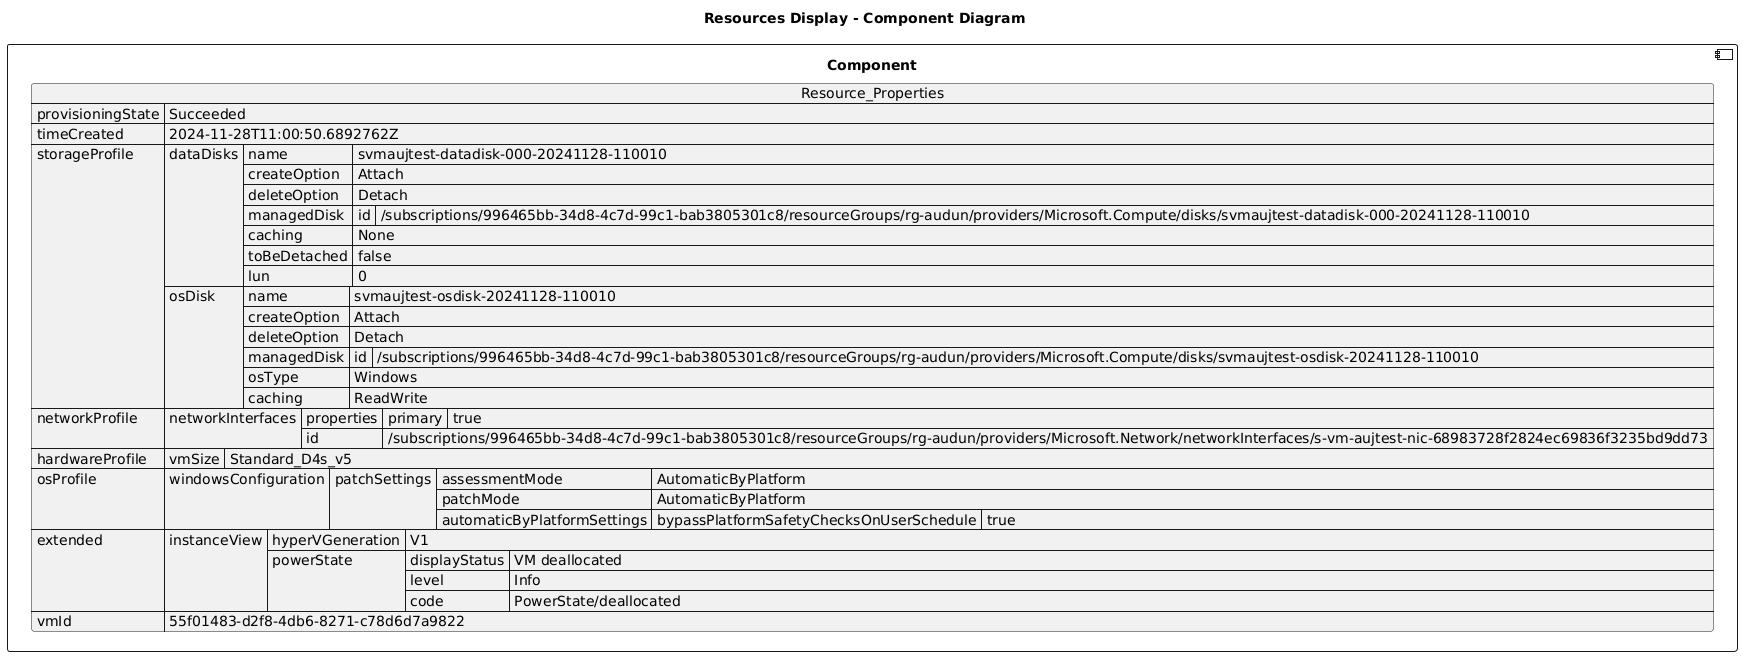 Resources Display - Component Diagram
Component
Resource_Properties
provisioningState Succeeded
timeCreated 2024-11-28T11:00:50.6892762Z
storageProfile dataDisks name svmaujtest-datadisk-000-20241128-110010
createOption Attach
deleteOption Detach
managedDisk id /subscriptions/996465bb-34d8-4c7d-99c1-bab3805301c8/resourceGroups/rg-audun/providers/Microsoft.Compute/disks/svmaujtest-datadisk-000-20241128-110010
caching None
toBeDetached false
lun 0
osDisk name svmaujtest-osdisk-20241128-110010
createOption Attach
deleteOption Detach
managedDisk id /subscriptions/996465bb-34d8-4c7d-99c1-bab3805301c8/resourceGroups/rg-audun/providers/Microsoft.Compute/disks/svmaujtest-osdisk-20241128-110010
osType Windows
caching ReadWrite
networkProfile networkInterfaces properties primary true
id /subscriptions/996465bb-34d8-4c7d-99c1-bab3805301c8/resourceGroups/rg-audun/providers/Microsoft.Network/networkInterfaces/s-vm-aujtest-nic-68983728f2824ec69836f3235bd9dd73
hardwareProfile vmSize Standard_D4s_v5
osProfile windowsConfiguration patchSettings assessmentMode AutomaticByPlatform
patchMode AutomaticByPlatform
automaticByPlatformSettings bypassPlatformSafetyChecksOnUserSchedule true
extended instanceView hyperVGeneration V1
powerState displayStatus VM deallocated
level Info
code PowerState/deallocated
vmId 55f01483-d2f8-4db6-8271-c78d6d7a9822